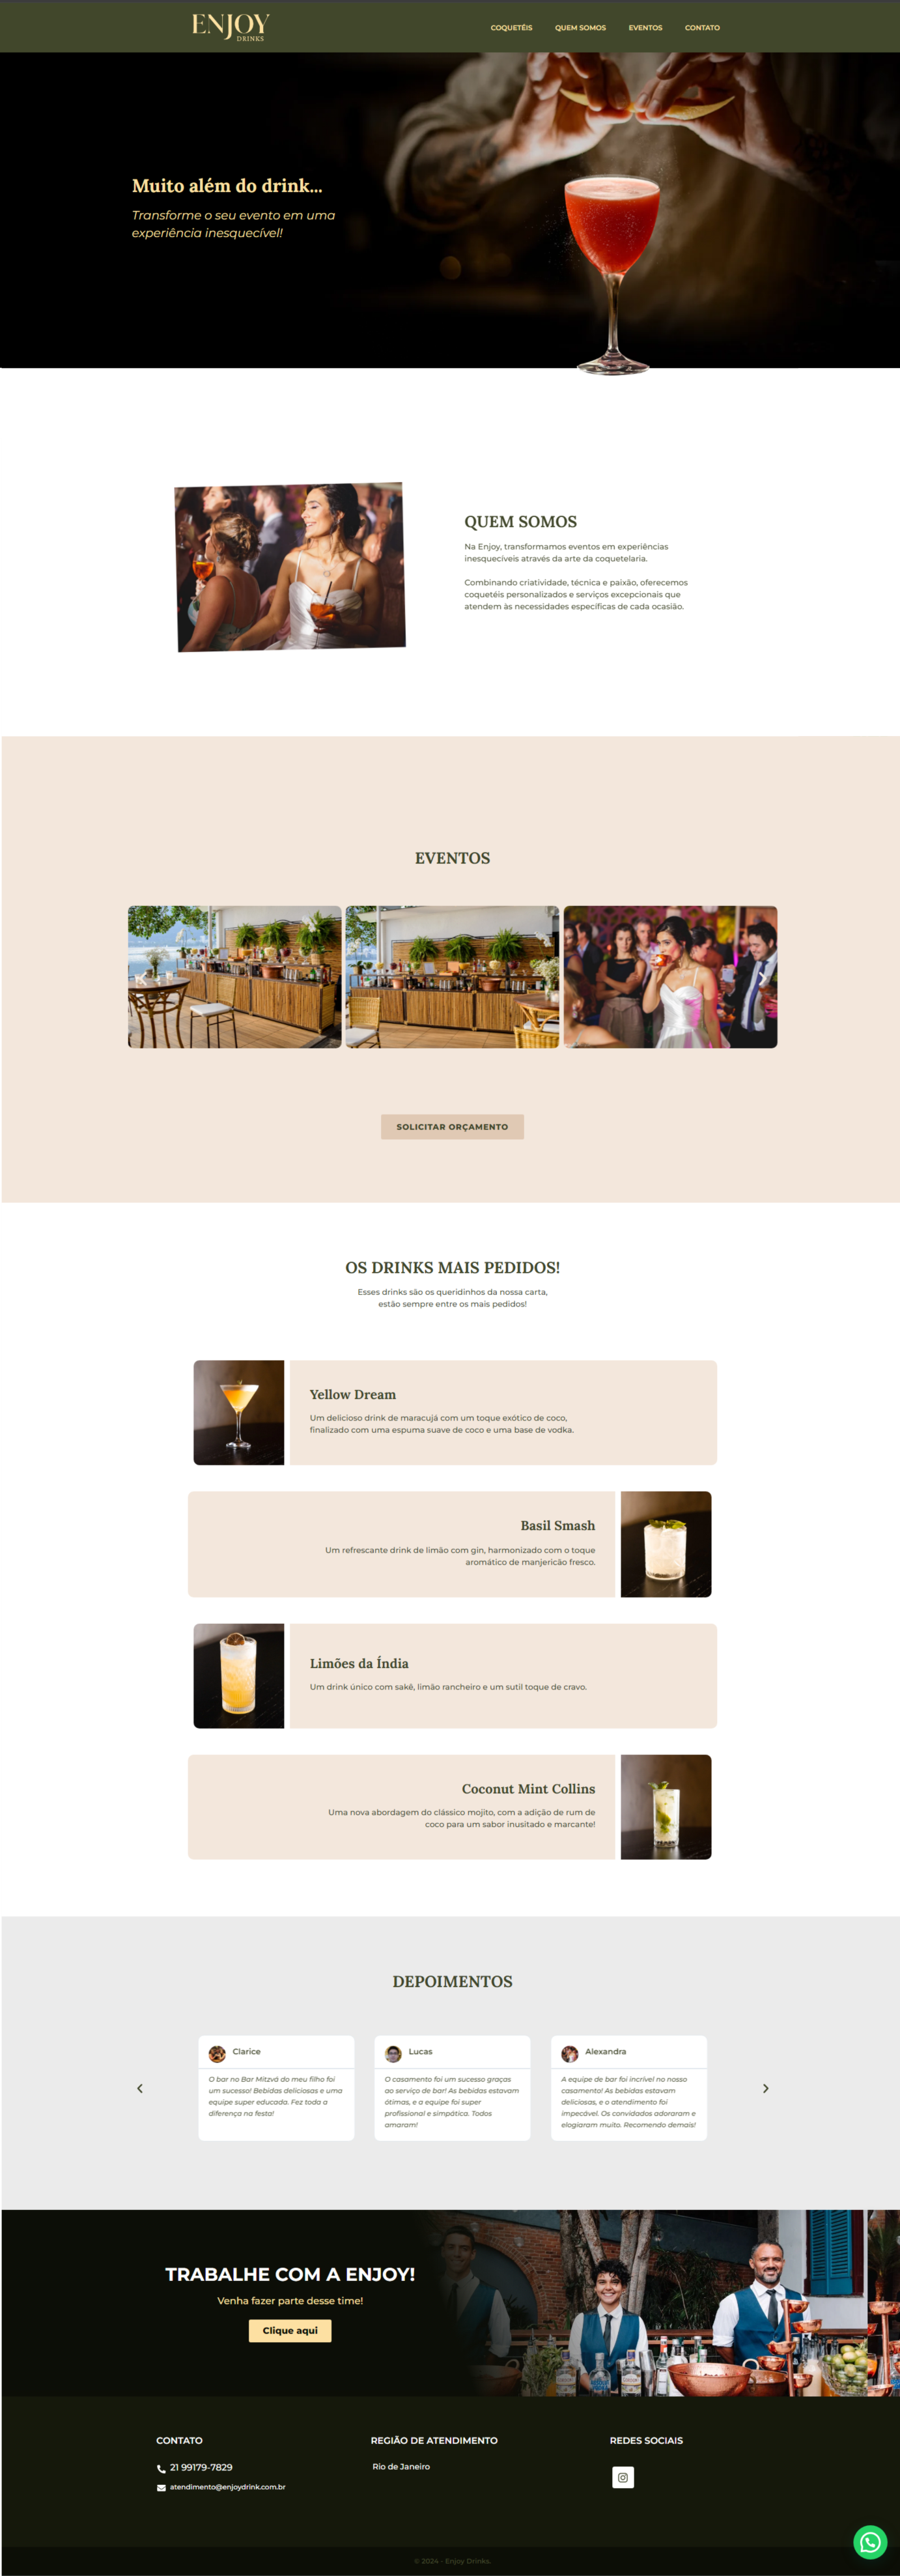 ENJOY
DRINKS
COQUETÉIS
QUEM SOMOS
EVENTOS
CONTATO
Muito além do drink...
Transforme o seu evento em uma
experiência inesquecível!
QUEM SOMOS
Na Enjoy, transformamos eventos em experiências
inesquecíveis através da arte da coquetelaria.
Combinando criatividade, técnica e paixão, oferecemos
coquetéis personalizados e serviços excepcionais que
atendem às necessidades específicas de cada ocasião.
EVENTOS
SOLICITAR ORÇAMENTO
OS DRINKS MAIS PEDIDOS!
Esses drinks são os queridinhos da nossa carta,
estão sempre entre os mais pedidos!
Yellow Dream
Um delicioso drink de maracujá com um toque exótico de coco,
finalizado com uma espuma suave de coco e uma base de vodka.
Basil Smash
Um refrescante drink de limão com gin, harmonizado com o toque
aromático de manjericão fresco.
Limões da Índia
Um drink único com sakê, limão rancheiro e um sutil toque de cravo.
Coconut Mint Collins
Uma nova abordagem do clássico mojito, com a adição de rum de
coco para um sabor inusitado e marcante!
DEPOIMENTOS
Clarice
O bar no Bar Mitzvá do meu filho foi
um sucesso! Bebidas deliciosas e uma
equipe super educada. Fez toda a
diferença na festa!
Lucas
O casamento foi um sucesso graças
ao serviço de bar! As bebidas estavam
ótimas, e a equipe foi super
profissional e simpática. Todos
amaram!
Alexandra
A equipe de bar foi incrível no nosso
casamento! As bebidas estavam
deliciosas, e o atendimento foi
impecável. Os convidados adoraram e
elogiaram muito. Recomendo demais!
TRABALHE COM A ENJOY!
Venha fazer parte desse time!
Clique aqui
CONTATO
21 99179-7829
atendimento@enjoydrink.com.br
REGIÃO DE ATENDIMENTO
Rio de Janeiro
REDES SOCIAIS
© 2024 - Enjoy Drinks.